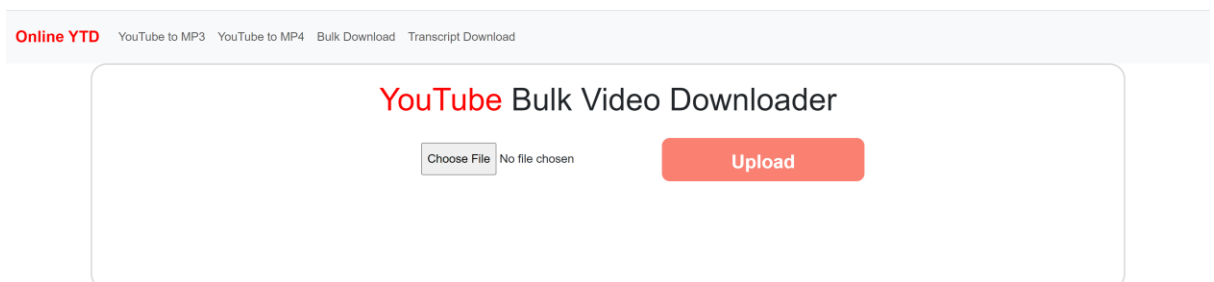 Online YTD YouTube to MP3 YouTube to MP4 Bulk Download Transcript Download
YouTube Bulk Video Downloader
Choose File No file chosen Upload